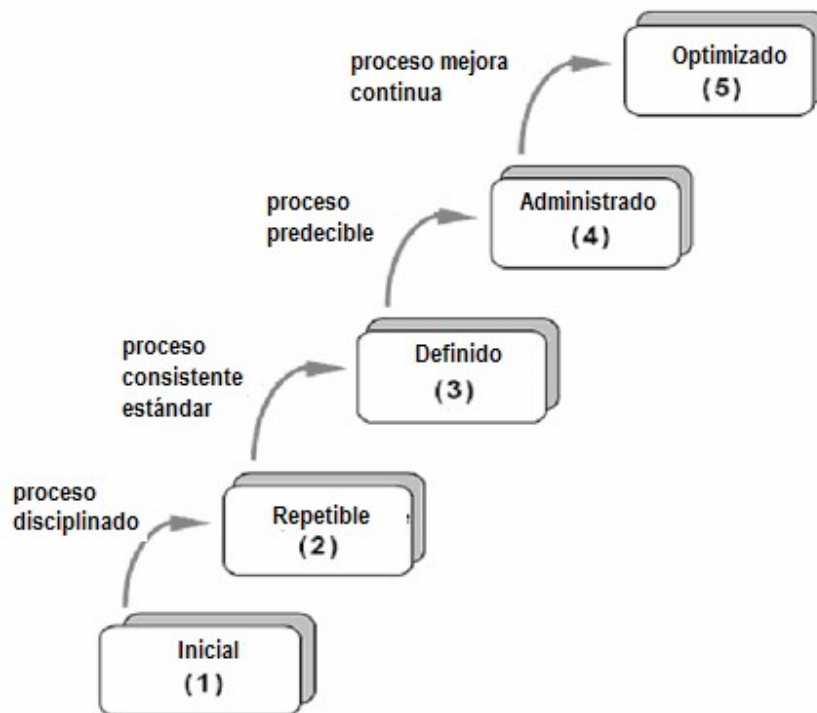 proceso mejora
continua
Optimizado
(5)
proceso
predecible
Administrado
(4)
proceso
consistente
estándar
Definido
(3)
proceso
disciplinado
Repetible
(2)
Inicial
(1)